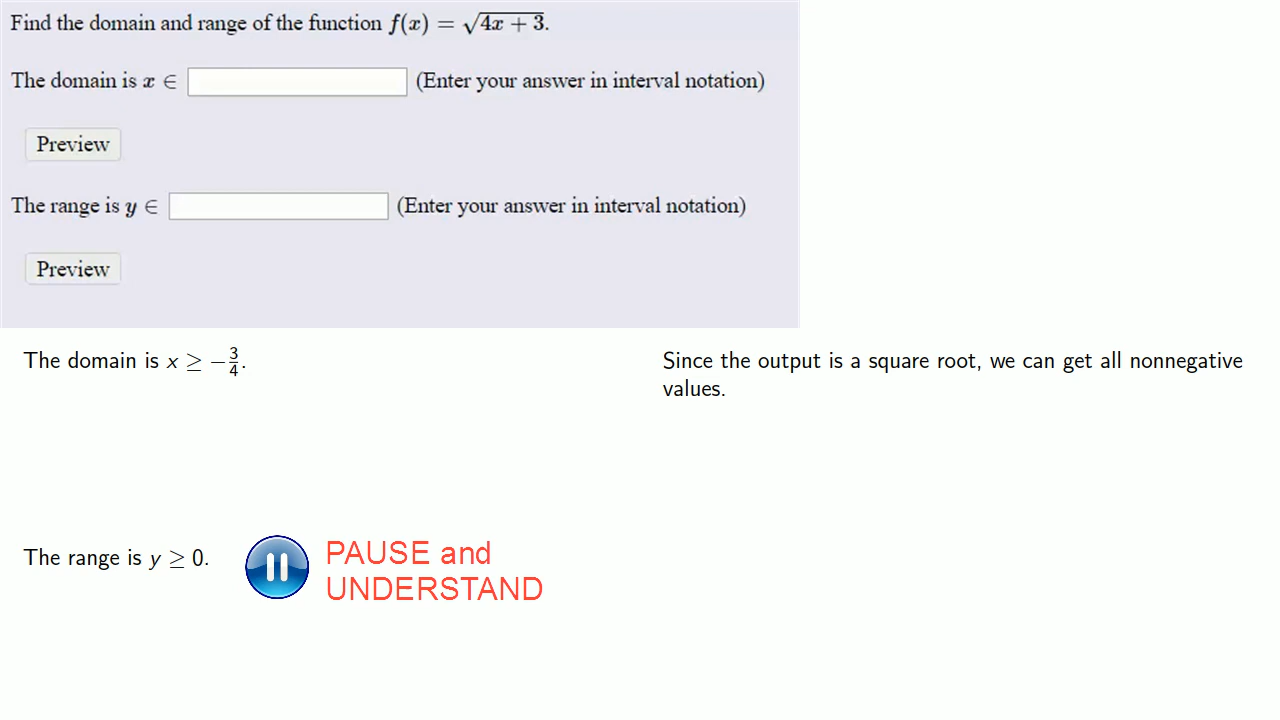 Find the domain and range of the function f(x) = √(4x + 3).
The domain is x ∈ (Enter your answer in interval notation)
Preview
The range is y ∈ (Enter your answer in interval notation)
Preview
The domain is x ≥ −3/4.
Since the output is a square root, we can get all nonnegative
values.
The range is y ≥ 0.
PAUSE and
UNDERSTAND